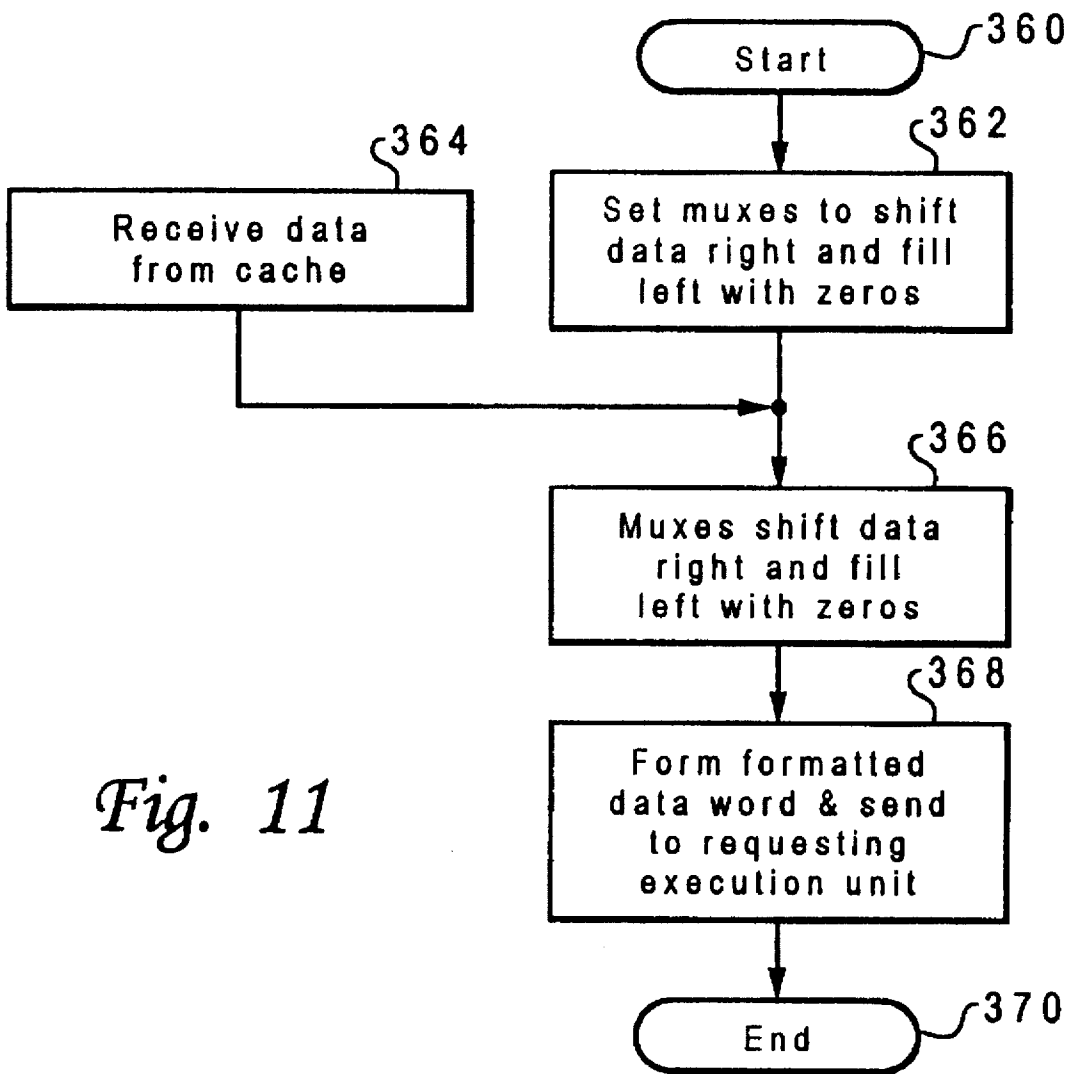 360
Start
362
Set muxes to shift
data right and fill
left with zeros
364
Receive data
from cache
366
Muxes shift data
right and fill
left with zeros
368
Form formatted
data word & send
to requesting
execution unit
370
End
Fig. 11